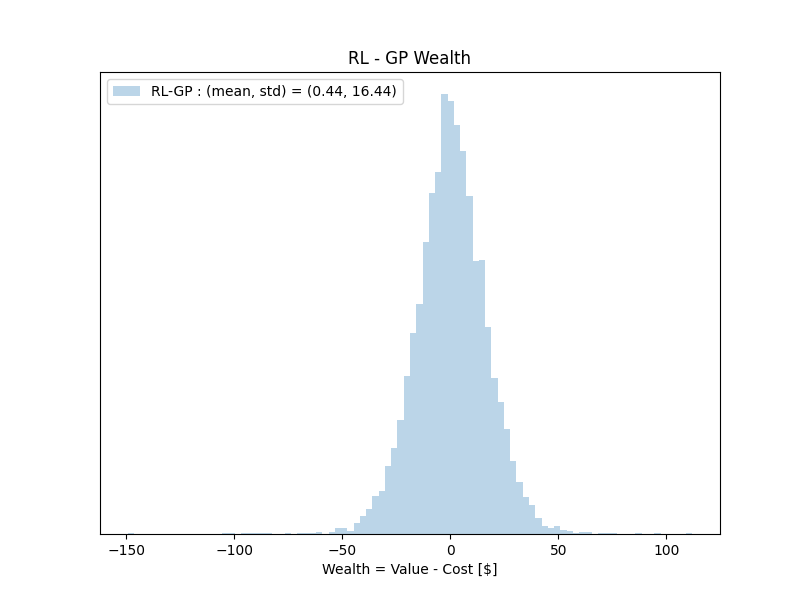 RL - GP Wealth
RL-GP : (mean, std) = (0.44, 16.44)
−150 −100 −50 0 50 100
Wealth = Value - Cost [$]